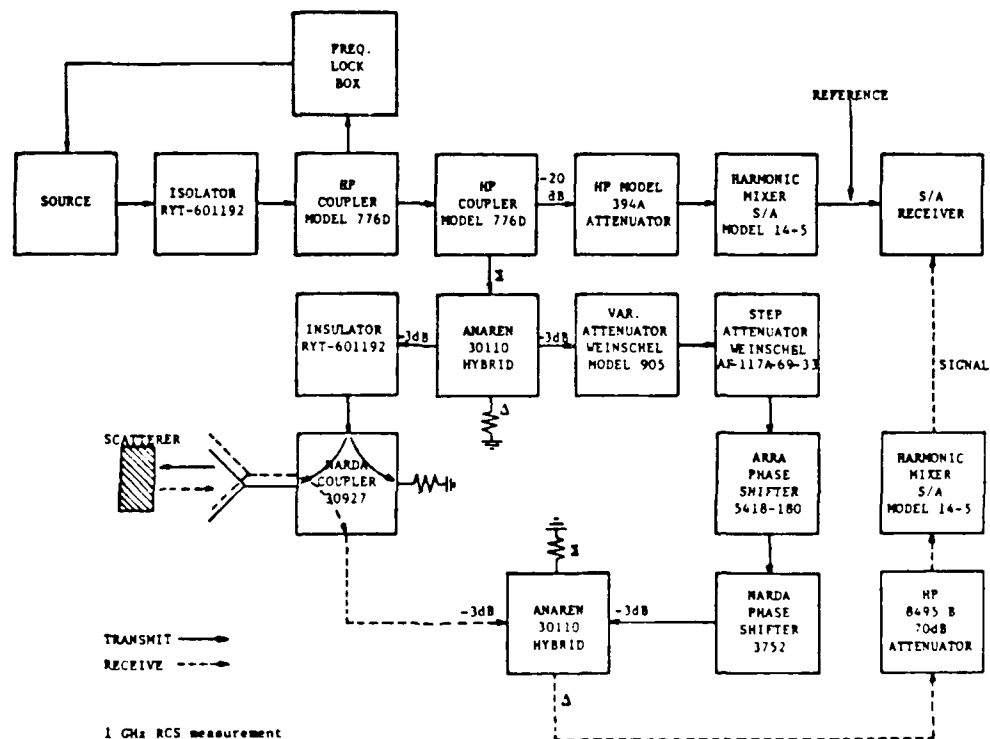 FREQ.
LOCK
BOX
REFERENCE
SOURCE
ISOLATOR
RYT-601192
HP
COUPLER
MODEL 776D
HP
COUPLER
MODEL 776D
-20
dB
HP MODEL
394A
ATTENUATOR
HARMONIC
MIXER
S/A
MODEL 14-5
S/A
RECEIVER
Σ
INSULATOR
RYT-601192
-3dB
ANAREN
30110
HYBRID
-3dB
VAR.
ATTENUATOR
WEINSCHEL
MODEL 905
STEP
ATTENUATOR
WEINSCHEL
AF-117A-69-33
SIGNAL
Δ
SCATTERER
NARDA
COUPLER
30927
ARRA
PHASE
SHIFTER
5418-180
HARMONIC
MIXER
S/A
MODEL 14-5
Σ
-3dB
ANAREN
30110
HYBRID
-3dB
NARDA
PHASE
SHIFTER
3752
HP
8495 B
70dB
ATTENUATOR
TRANSMIT
RECEIVE
Δ
1 GHz RCS measurement